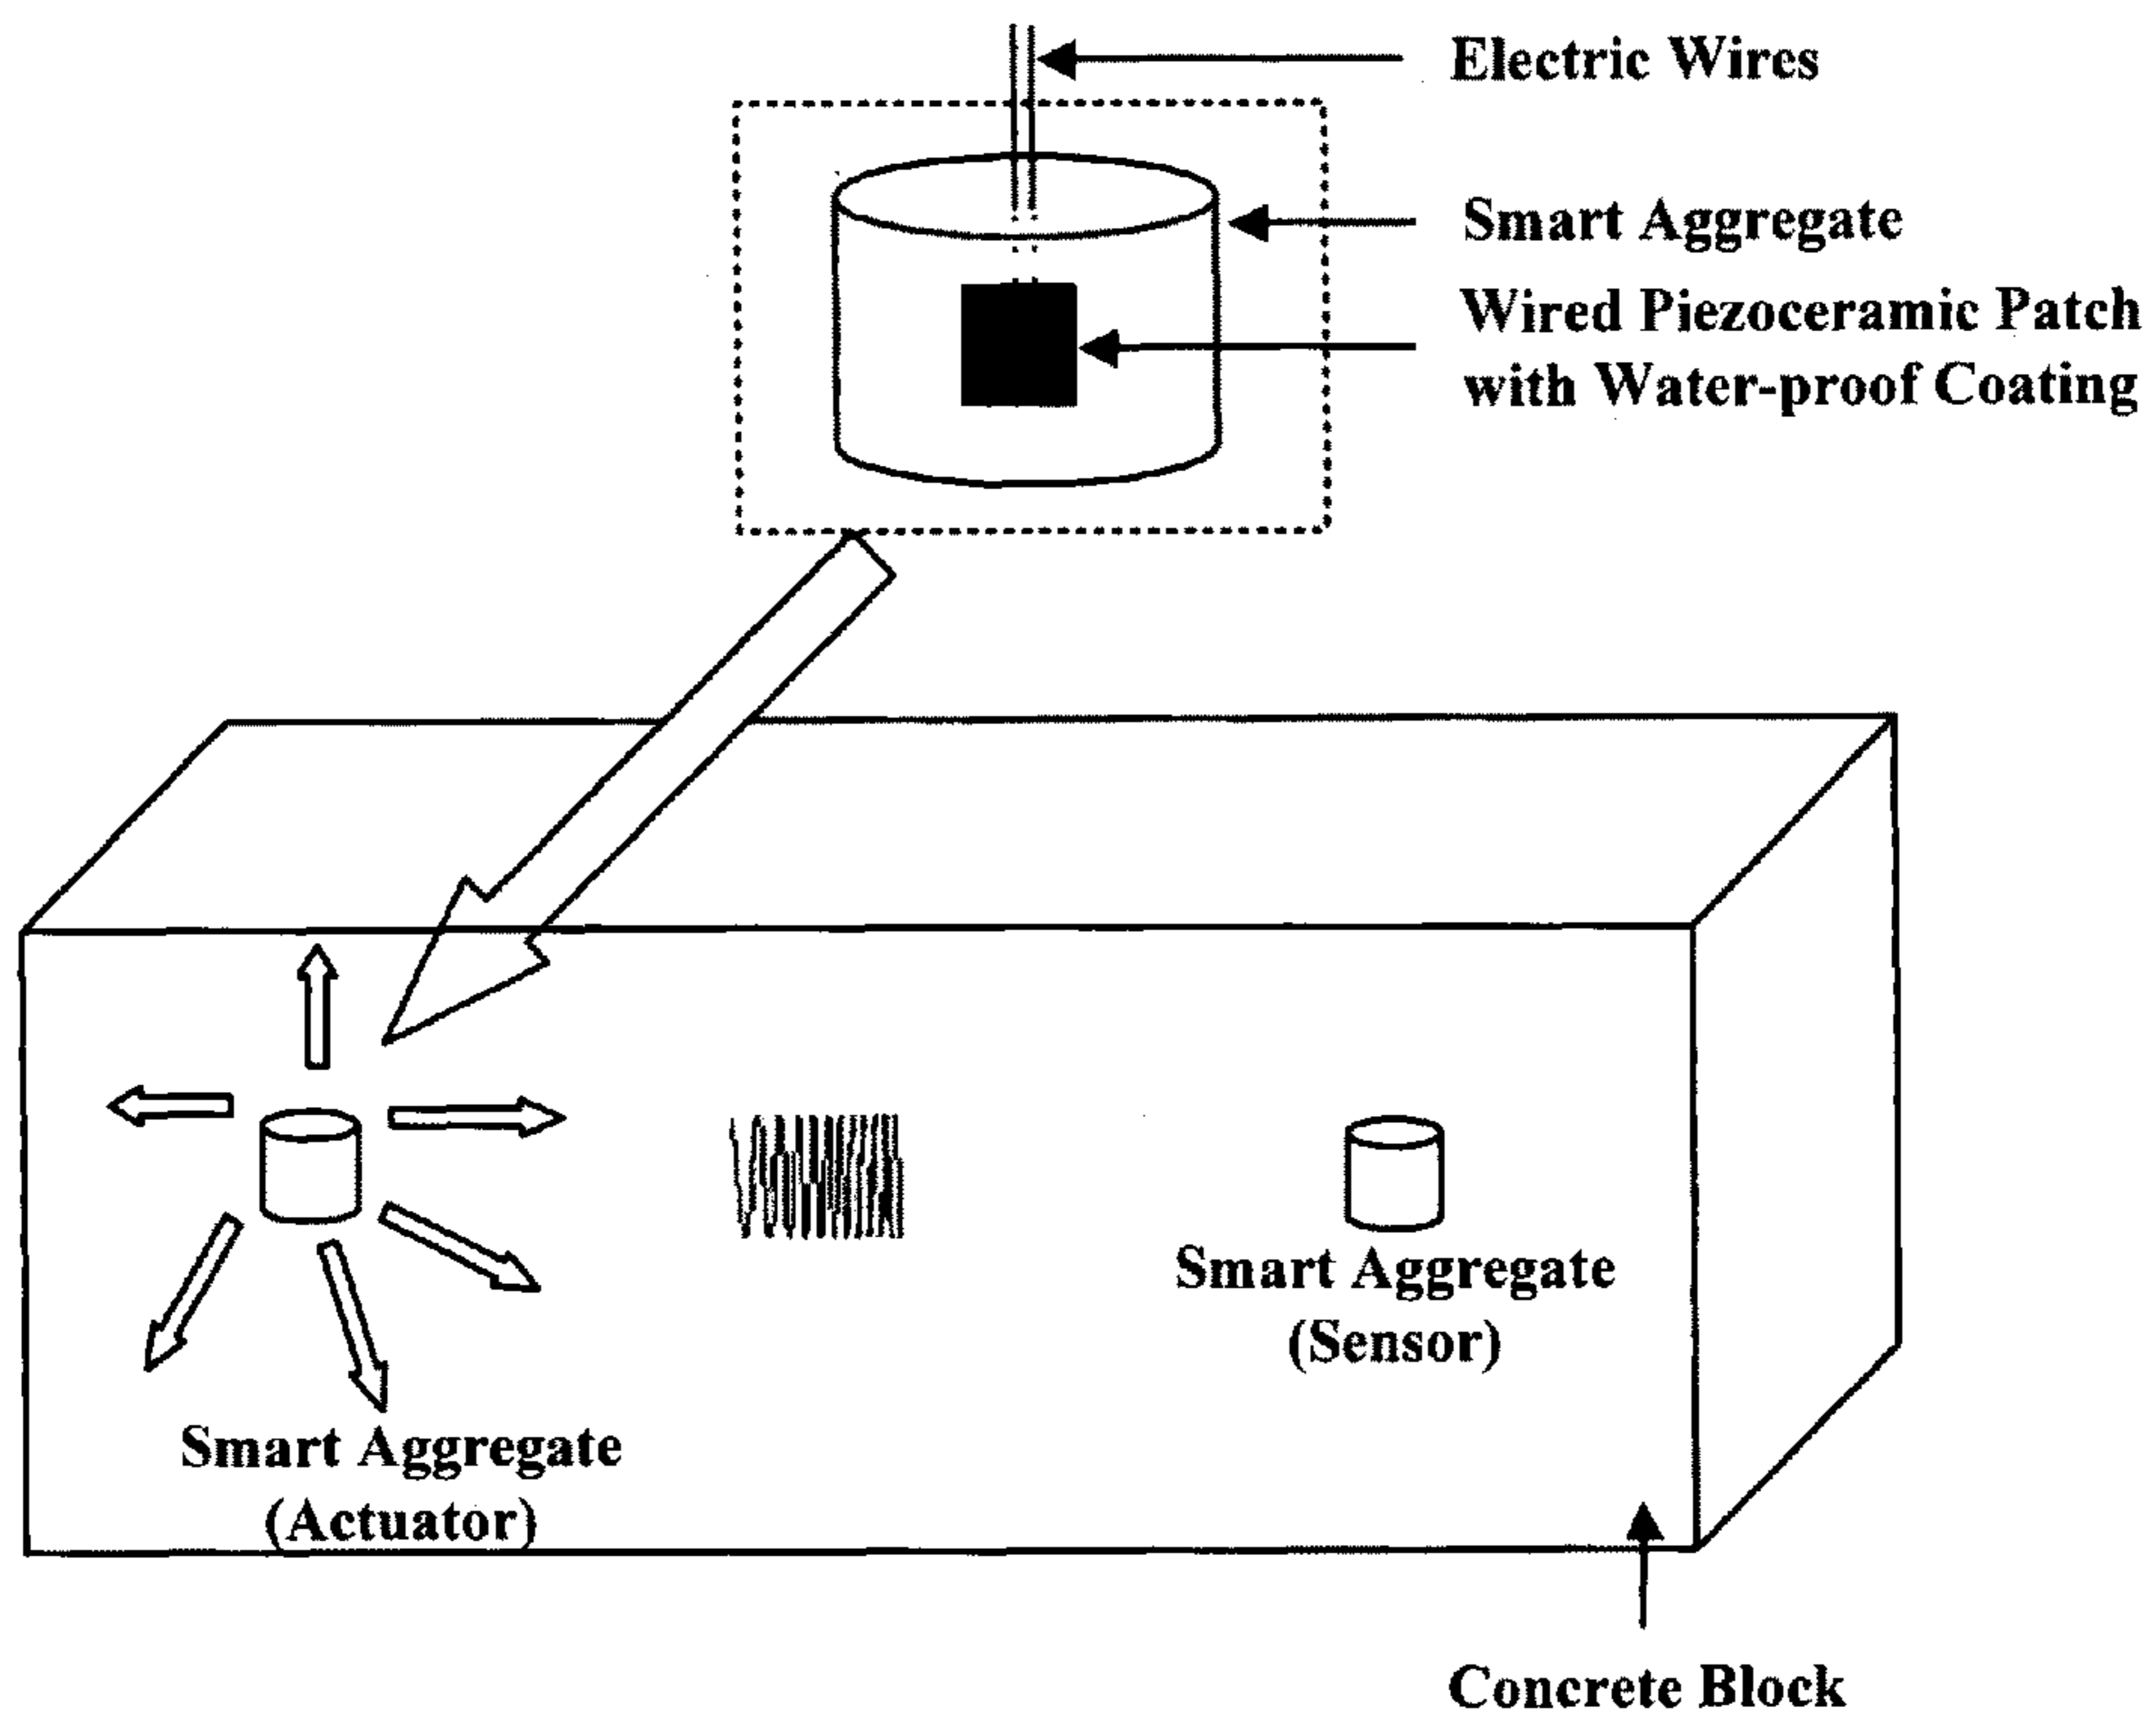 Electric Wires
Smart Aggregate
Wired Piezoceramic Patch
with Water-proof Coating
Smart Aggregate
(Sensor)
Smart Aggregate
(Actuator)
Concrete Block